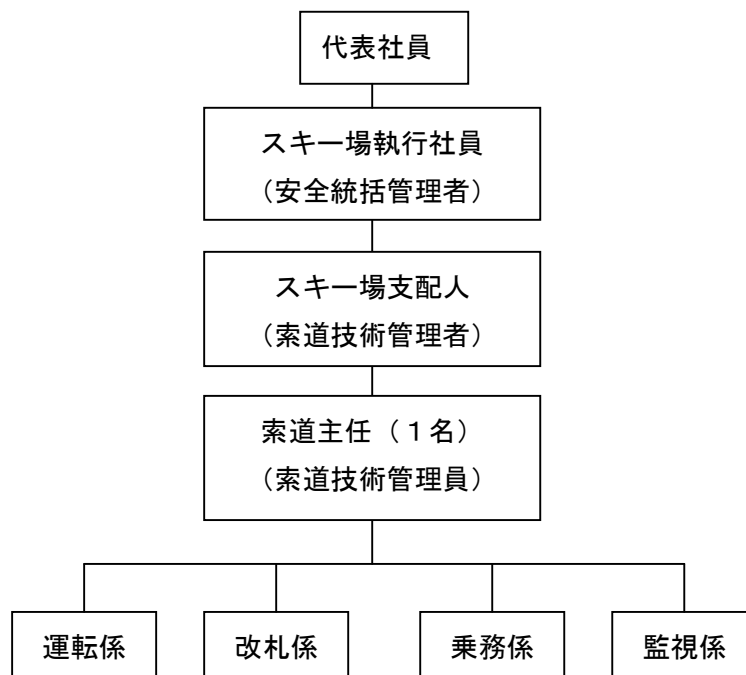 代表社員
スキー場執行社員
（安全統括管理者）
スキー場支配人
（索道技術管理者）
索道主任（１名）
（索道技術管理員）
運転係
改札係
乗務係
監視係